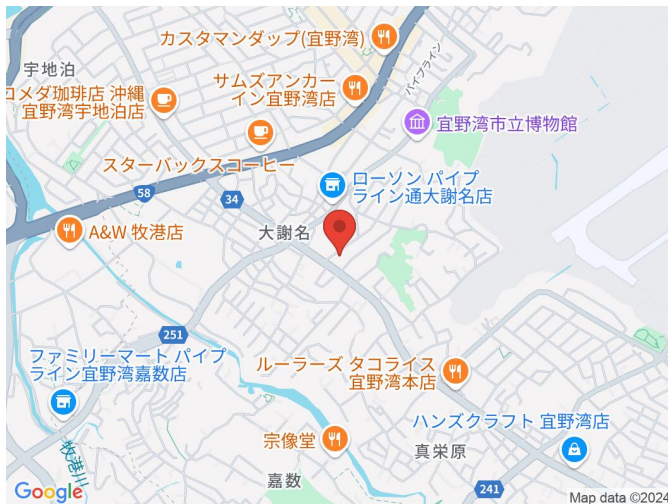 カスタマンダップ(宜野湾)
パイプライン
宇地泊
サムズアンカー
イン宜野湾店
コメダ珈琲店 沖縄
宜野湾宇地泊店
宜野湾市立博物館
スターバックスコーヒー
ローソン パイプ
ライン通大謝名店
58
34
A&W 牧港店
大謝名
251
ファミリーマート パイプ
ライン宜野湾嘉数店
ルーラーズ タコライス
宜野湾本店
ハンズクラフト 宜野湾店
宗像堂
真栄原
牧港川
嘉数
241
Google
Map data ©2024